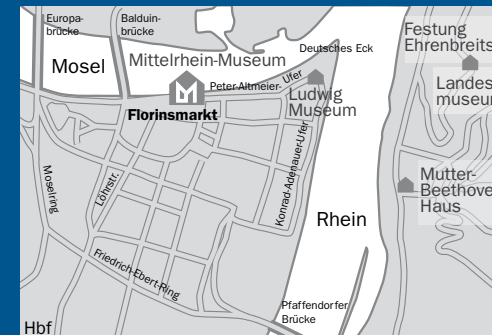 Europa-
brücke
Balduin-
brücke
Mosel
Mittelrhein-Museum
Deutsches Eck
Peter-Altmeier-Ufer
Florinsmarkt
Ludwig
Museum
Festung
Ehrenbreits
Landes
museum
Moselring
Löhrstr.
Konrad-Adenauer-Ufer
Mutter-
Beethove
Haus
Rhein
Friedrich-Ebert-Ring
Pfaffendorfer
Brücke
Hbf